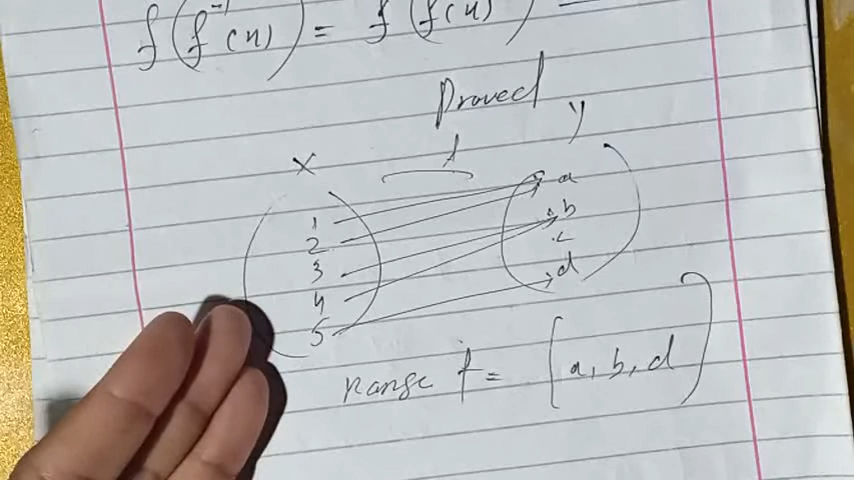 f(f⁻¹(x)) = f(f(x))
Proved
X f Y
1 a
2 b
3 c
4 d
5
range f = {a, b, d}